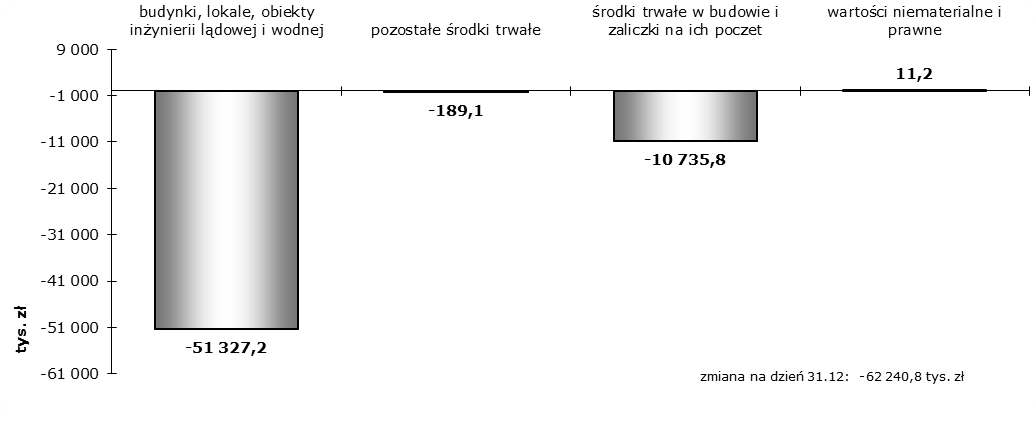 budynki, lokale, obiekty
inżynierii lądowej i wodnej
pozostałe środki trwałe
środki trwałe w budowie i
zaliczki na ich poczet
wartości niematerialne i
prawne
9 000
-1 000
-11 000
-21 000
-31 000
-41 000
-51 000
-61 000
tys. zł
-51 327,2
-189,1
-10 735,8
11,2
zmiana na dzień 31.12: -62 240,8 tys. zł